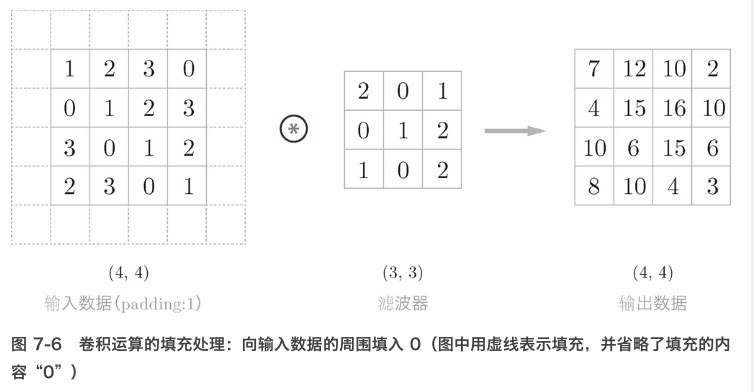 1 2 3 0
0 1 2 3
3 0 1 2
2 3 0 1
*
2 0 1
0 1 2
1 0 2
7 12 10 2
4 15 16 10
10 6 15 6
8 10 4 3
(4, 4)
(3, 3)
(4, 4)
输入数据(padding:1)
滤波器
输出数据
图 7-6 卷积运算的填充处理：向输入数据的周围填入 0（图中用虚线表示填充，并省略了填充的内
容“0”）